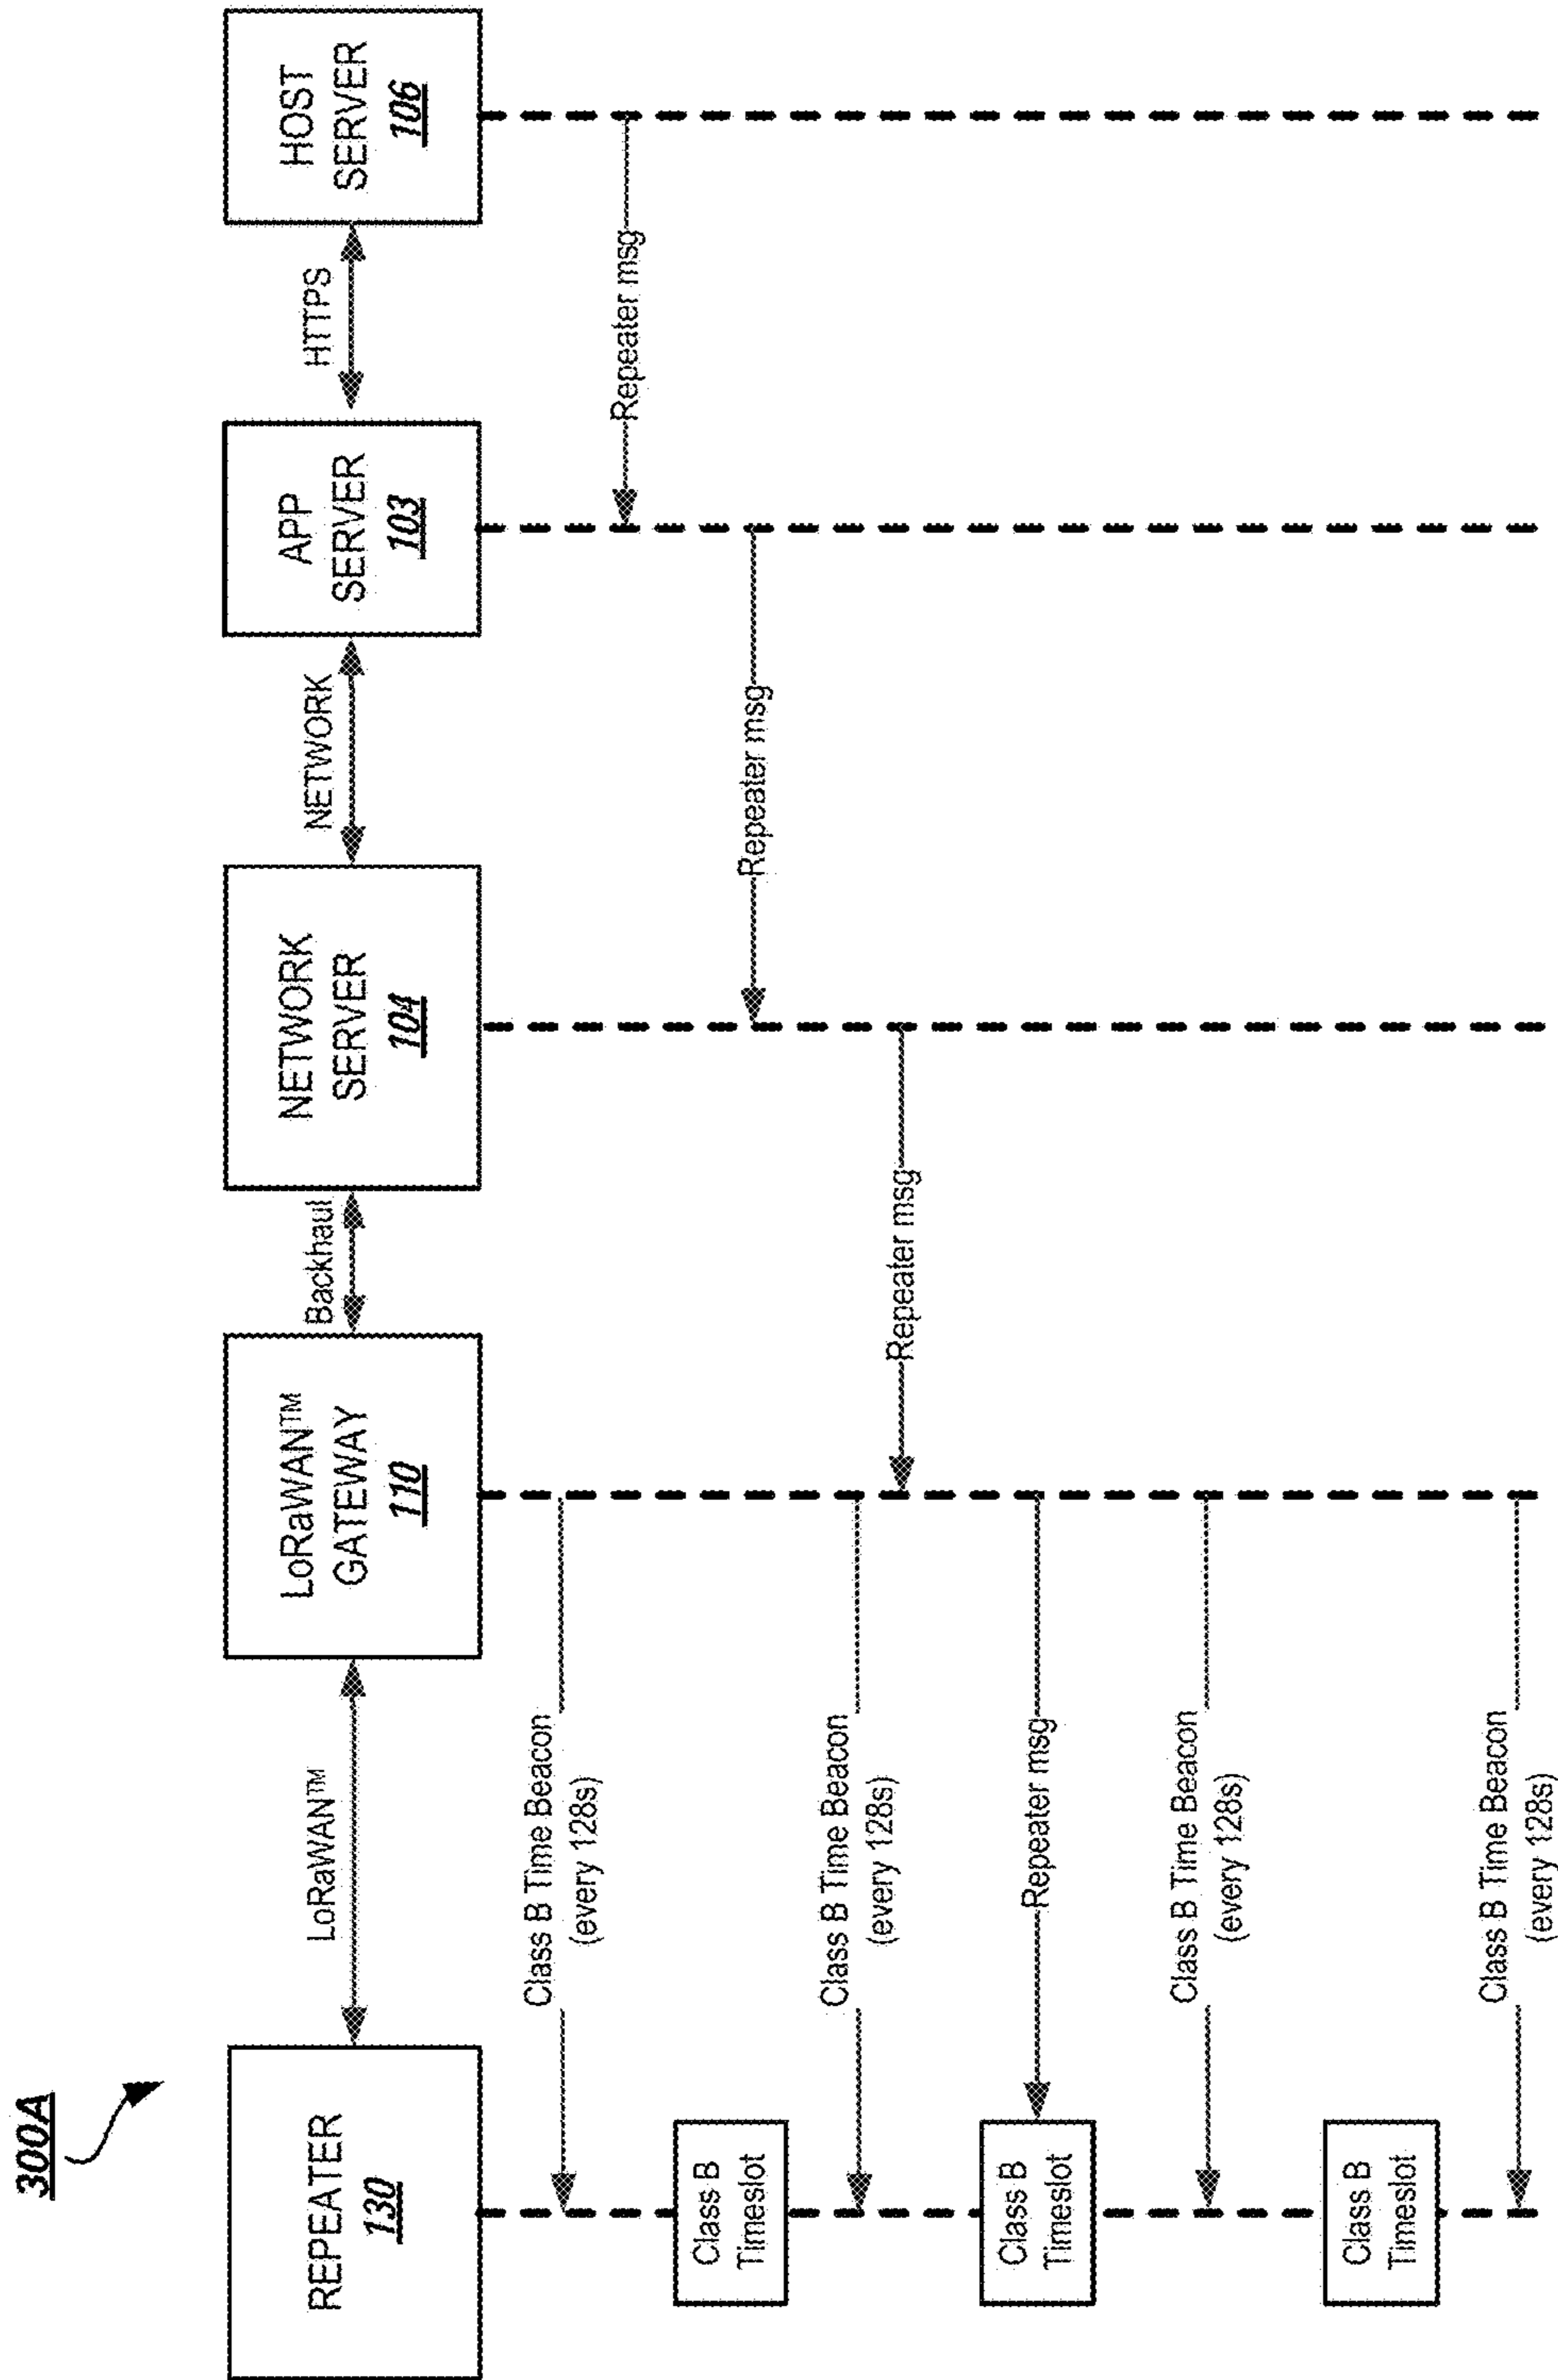 300A
REPEATER
130
LoRaWAN™
LoRaWAN™
GATEWAY
110
Backhaul
NETWORK
SERVER
104
NETWORK
APP
SERVER
103
HTTPS
HOST
SERVER
106
Class B Time Beacon
(every 128s)
Repeater msg
Class B
Timeslot
Repeater msg
Class B Time Beacon
(every 128s)
Repeater msg
Class B
Timeslot
Repeater msg
Class B Time Beacon
(every 128s)
Class B
Timeslot
Class B Time Beacon
(every 128s)